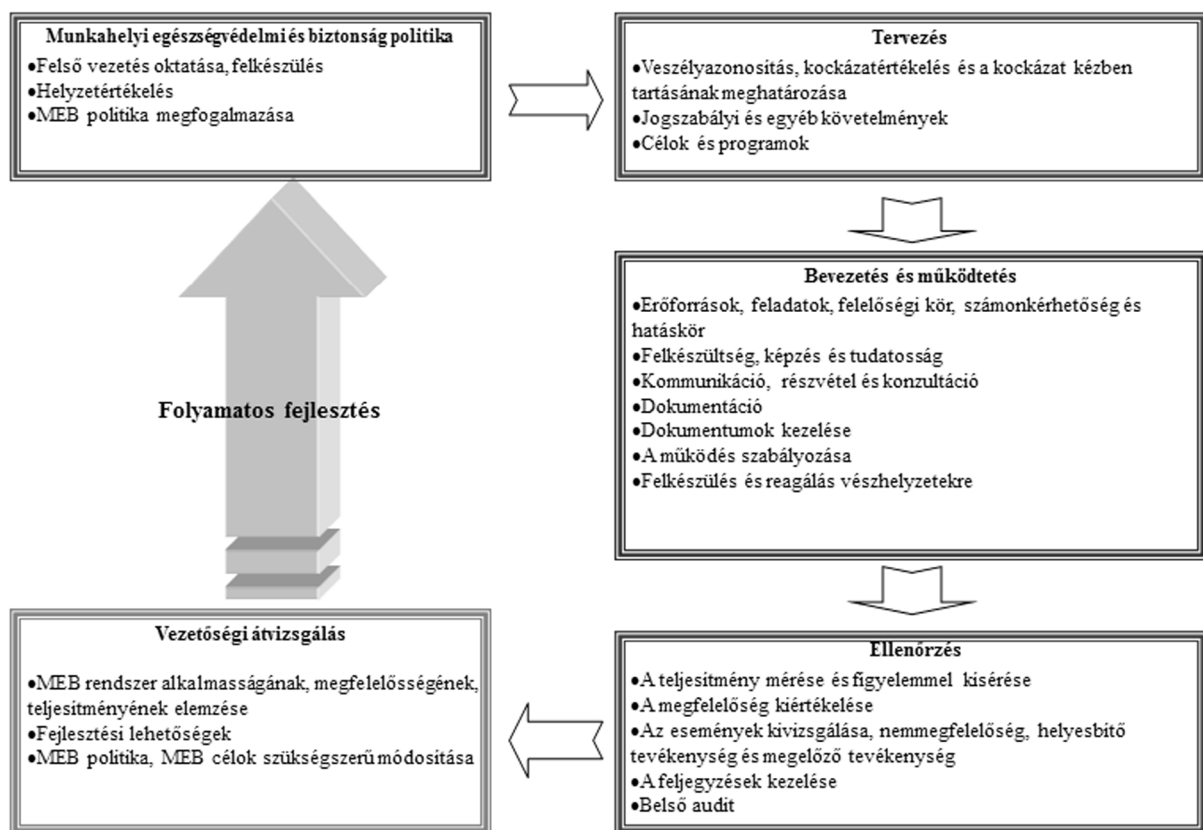 Munkahelyi egészségvédelmi és biztonság politika
●Felső vezetés oktatása, felkészülés
●Helyzetértékelés
●MEB politika megfogalmazása
Tervezés
●Veszélyazonosítás, kockázatértékelés és a kockázat kézben
tartásának meghatározása
●Jogszabályi és egyéb követelmények
●Célok és programok
Bevezetés és működtetés
●Erőforrások, feladatok, felelőségi kör, számonkérhetőség és
hatáskör
●Felkészültség, képzés és tudatosság
●Kommunikáció, részvétel és konzultáció
●Dokumentáció
●Dokumentumok kezelése
●A működés szabályozása
●Felkészülés és reagálás vészhelyzetekre
Folyamatos fejlesztés
Vezetőségi átvizsgálás
●MEB rendszer alkalmasságának, megfelelősségének,
teljesítményének elemzése
●Fejlesztési lehetőségek
●MEB politika, MEB célok szükségszerű módosítása
Ellenőrzés
●A teljesítmény mérése és figyelemmel kisérése
●A megfelelőség kiértékelése
●Az események kivizsgálása, nemmegfelelőség, helyesbítő
tevékenység és megelőző tevékenység
●A feljegyzések kezelése
●Belső audit